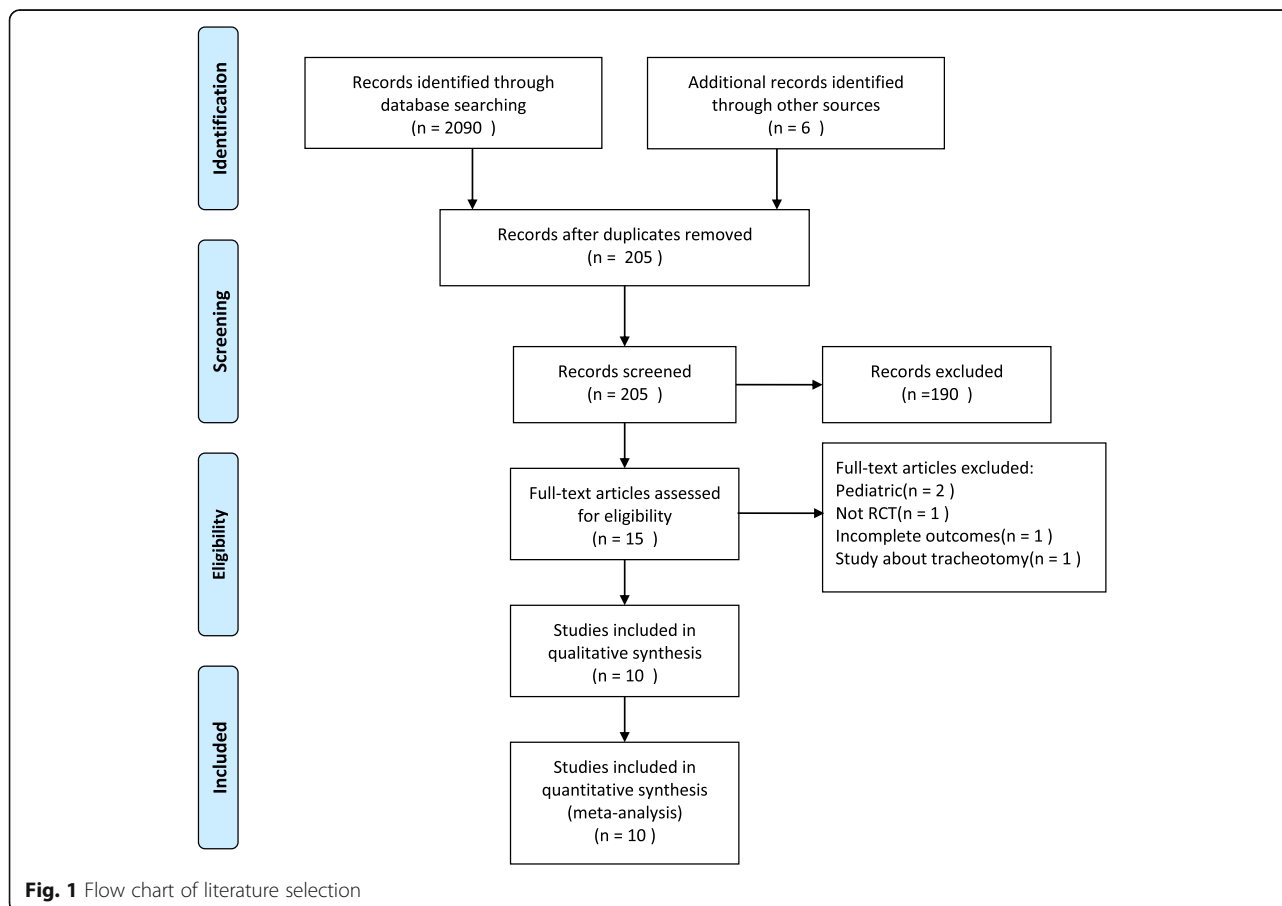 Identification
Records identified through
database searching
(n = 2090 )
Additional records identified
through other sources
(n = 6 )
Records after duplicates removed
(n = 205 )
Screening
Records screened
(n = 205 )
Records excluded
(n =190 )
Eligibility
Full-text articles assessed
for eligibility
(n = 15 )
Full-text articles excluded:
Pediatric(n = 2 )
Not RCT(n = 1 )
Incomplete outcomes(n = 1 )
Study about tracheotomy(n = 1 )
Studies included in
qualitative synthesis
(n = 10 )
Included
Studies included in
quantitative synthesis
(meta-analysis)
(n = 10 )
Fig. 1 Flow chart of literature selection